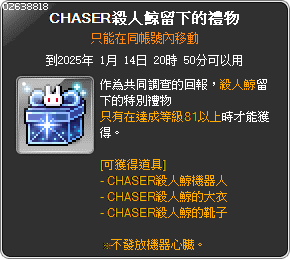 02638818
CHASER殺人鯨留下的禮物
只能在同帳號內移動
到2025年 1月 14日 20時 50分可以用
作為共同調查的回報，殺人鯨留
下的特別禮物
只有在達成等級81以上時才能獲
得。
[可獲得道具]
- CHASER殺人鯨機器人
- CHASER殺人鯨的大衣
- CHASER殺人鯨的靴子
※不發放機器心臟。